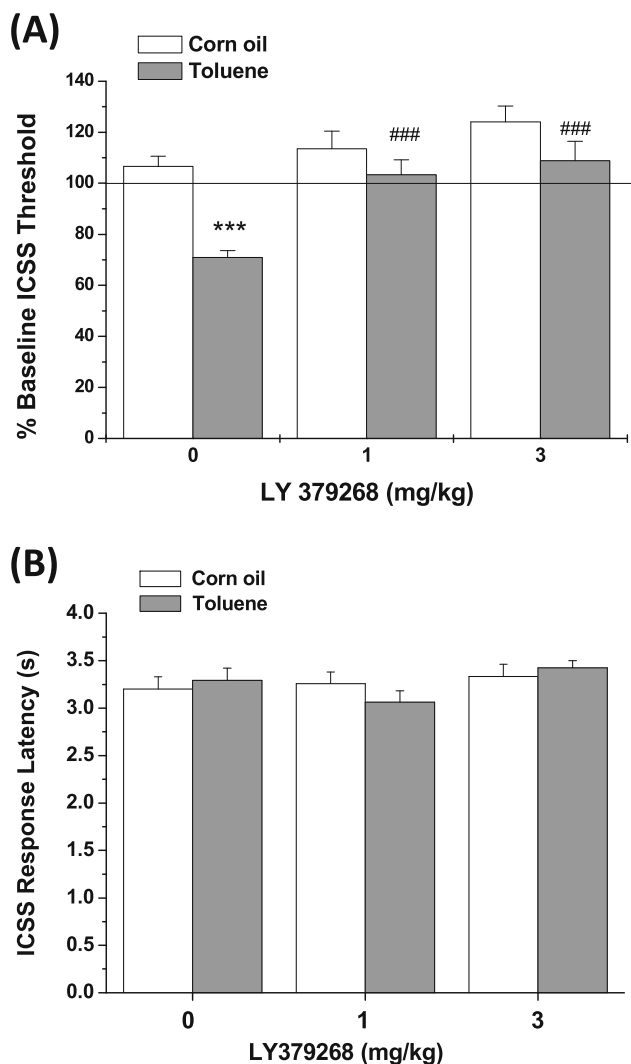 (A)
Corn oil
Toluene
% Baseline ICSS Threshold
140
120
100
80
60
40
20
0
***
###
###
0 1 3
LY 379268 (mg/kg)
(B)
Corn oil
Toluene
ICSS Response Latency (s)
4.0
3.5
3.0
2.5
2.0
1.5
1.0
0.5
0.0
0 1 3
LY379268 (mg/kg)